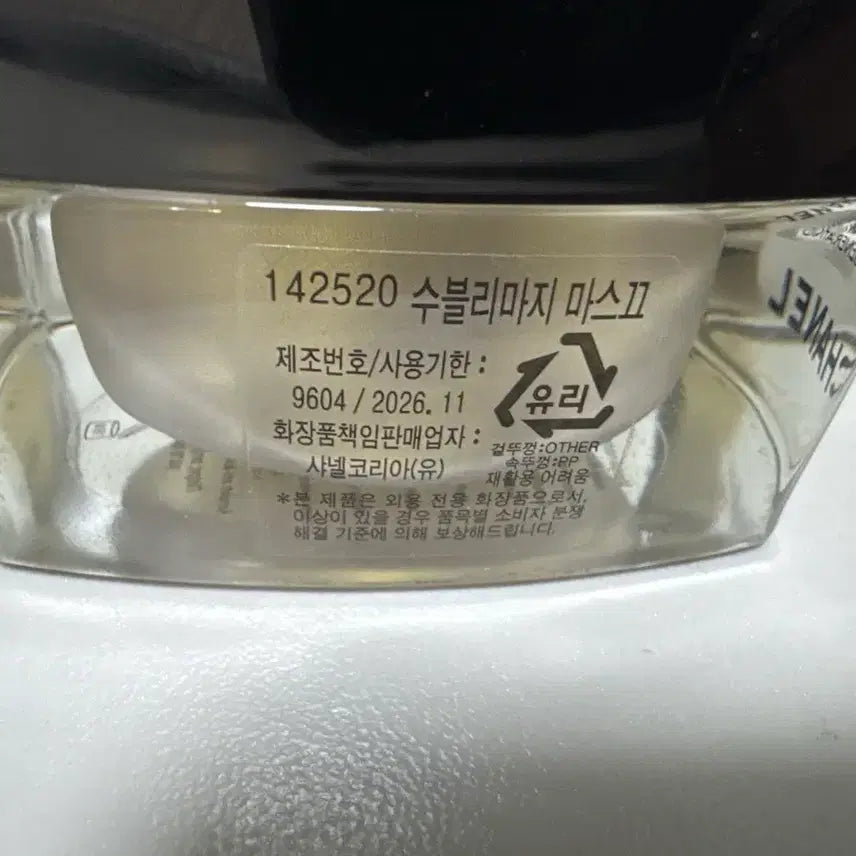 142520 수블리마지 마스끄
제조번호/사용기한 :
9604 / 2026. 11
화장품책임판매업자 :
샤넬코리아(유)
유리
겉뚜껑:OTHER
속뚜껑:PP
재활용 어려움
*본 제품은 외용 전용 화장품으로서,
이상이 있을 경우 품목별 소비자 분쟁
해결 기준에 의해 보상해드립니다.
CHANEL